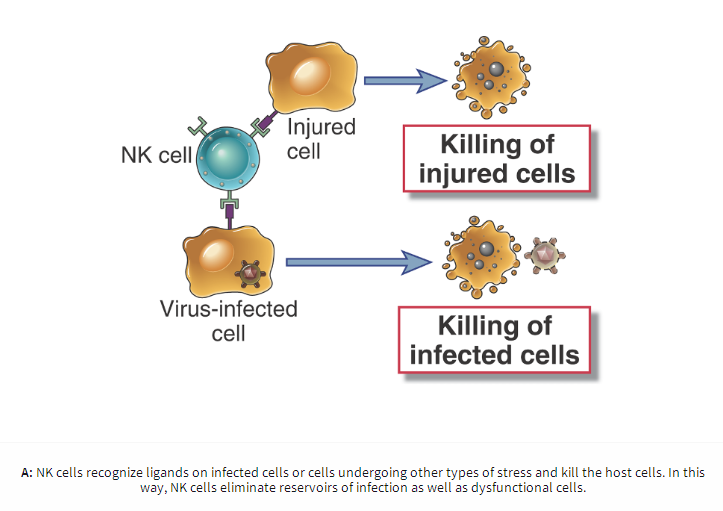 Injured
cell
NK cell
Killing of
injured cells
Virus-infected
cell
Killing of
infected cells
A: NK cells recognize ligands on infected cells or cells undergoing other types of stress and kill the host cells. In this
way, NK cells eliminate reservoirs of infection as well as dysfunctional cells.